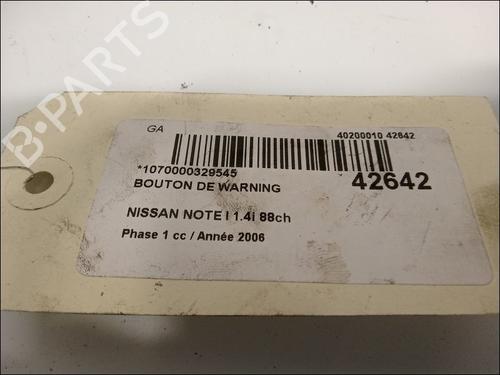 GA
40200010 42642
*1070000329545
BOUTON DE WARNING
42642
NISSAN NOTE I 1.4i 88ch
Phase 1 cc / Année 2006
B-PARTS